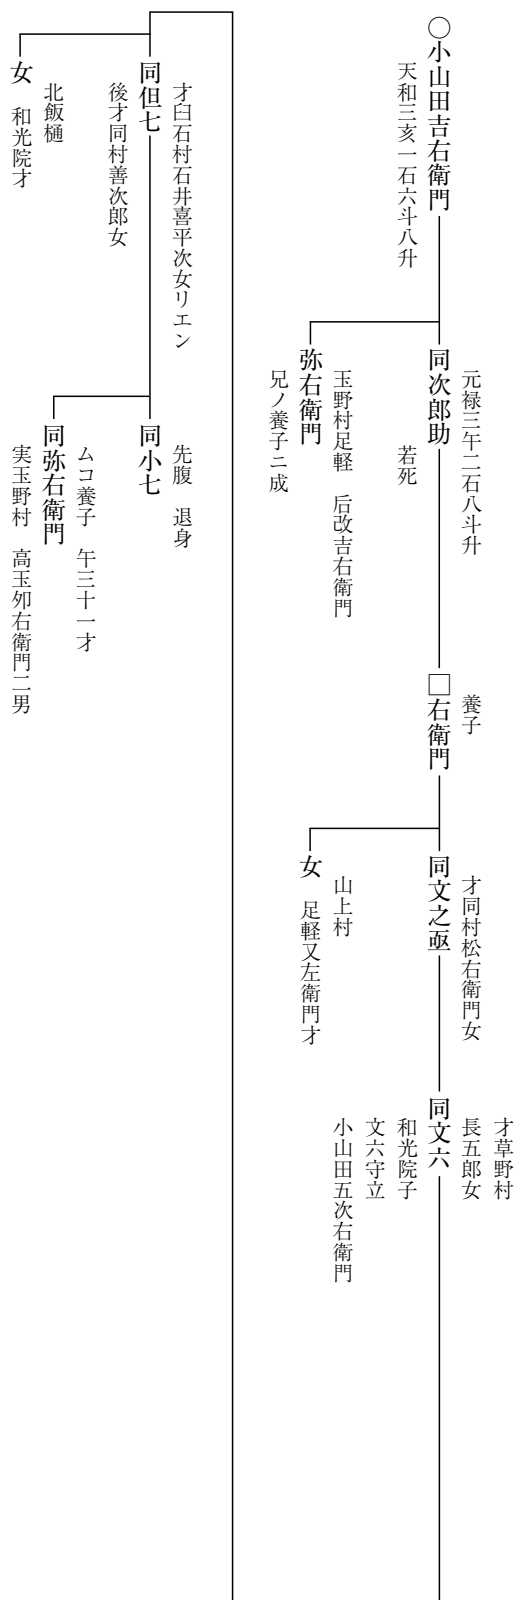 〇小山田吉右衛門
天和三亥一石六斗八升
元禄三午二石八斗升
同次郎助
若死
玉野村足軽　后改吉右衛門
弥右衛門
兄ノ養子ニ成
養子
□右衛門
才同村松右衛門女
同文之亟
山上村
女　足軽又左衛門才
才草野村
長五郎女
同文六
和光院子
文六守立
小山田五次右衛門
才臼石村石井喜平次女リエン
同但七
後才同村善次郎女
北飯樋
女　和光院才
先腹　退身
同小七
ムコ養子　午三十一才
同弥右衛門
実玉野村　高玉夘右衛門二男